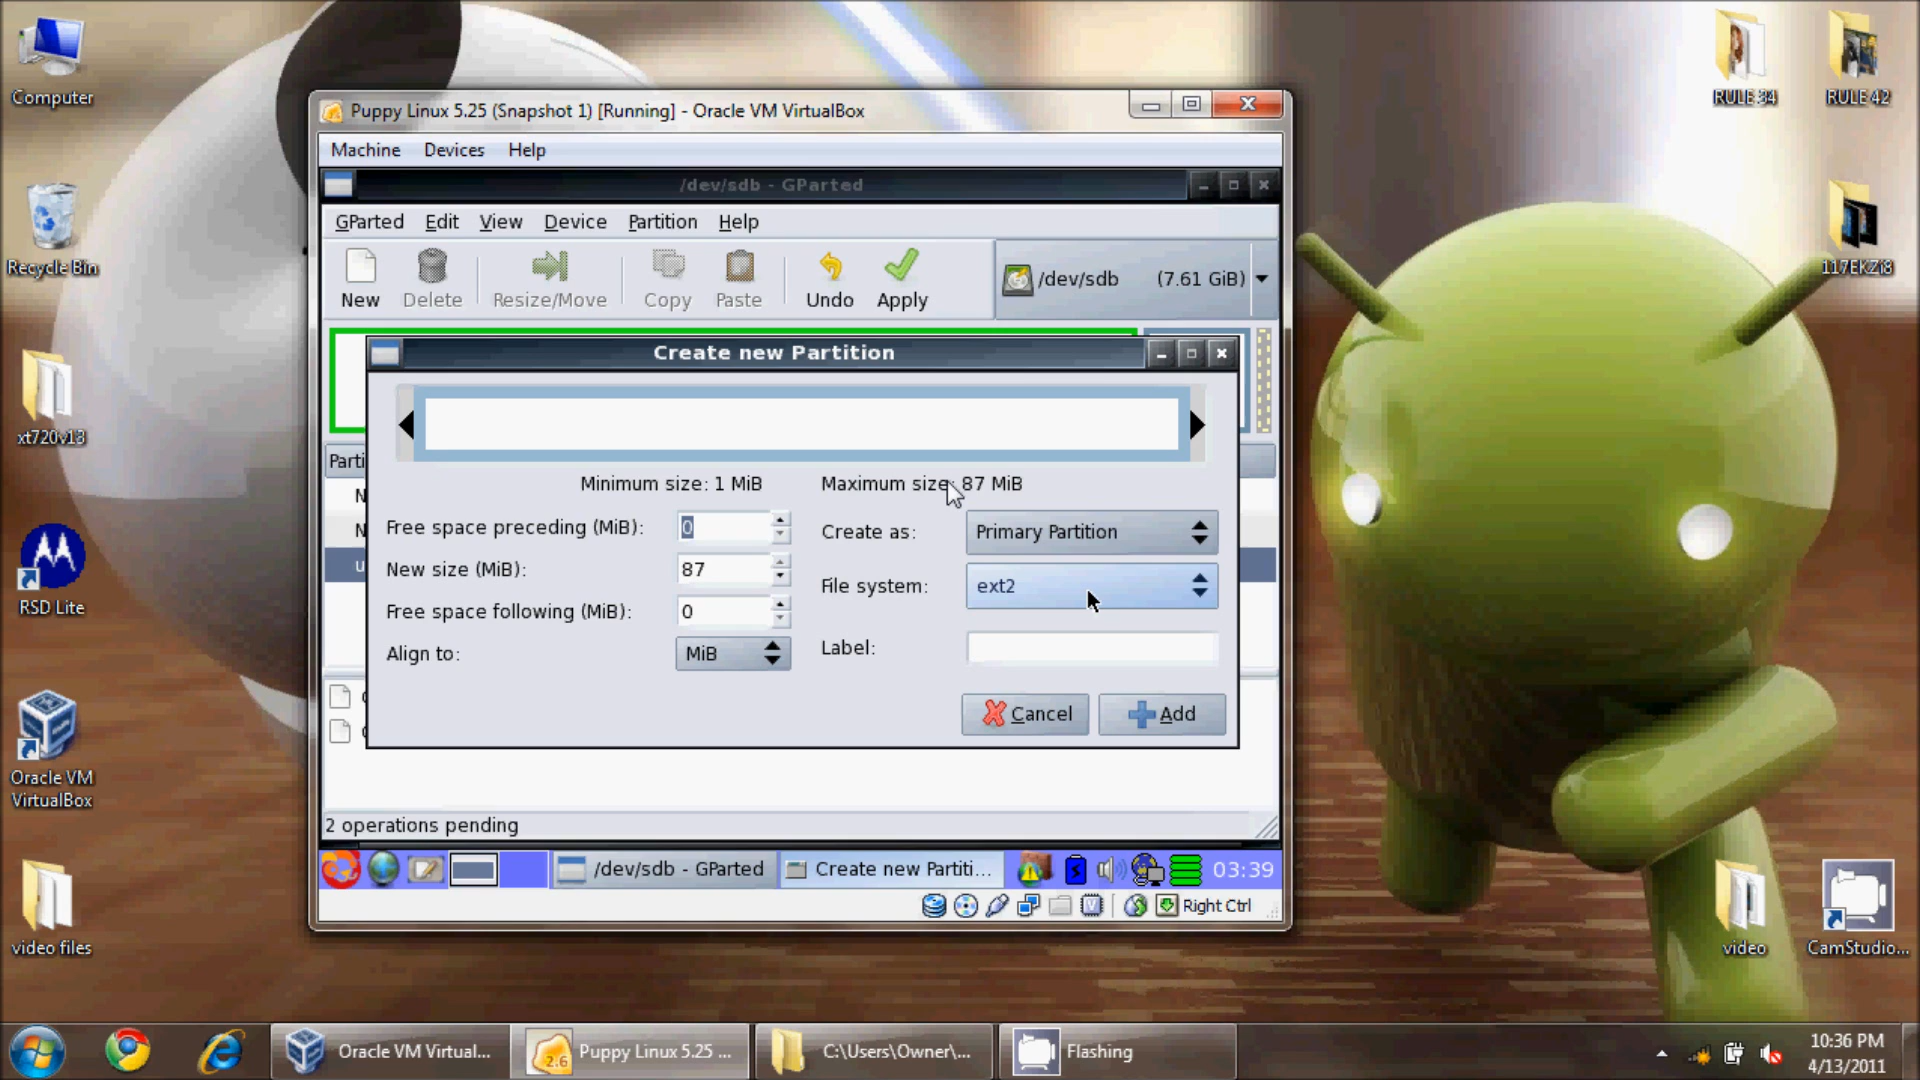 Computer
Recycle Bin
xt720v13
RSD Lite
Oracle VM
VirtualBox
video files
RULE 34
RULE 42
117EKZi8
video
CamStudio...
Puppy Linux 5.25 (Snapshot 1) [Running] - Oracle VM VirtualBox
Machine Devices Help
/dev/sdb - GParted
GParted Edit View Device Partition Help
New Delete Resize/Move Copy Paste Undo Apply
/dev/sdb (7.61 GiB)
Create new Partition
Parti
N
N
u
Minimum size: 1 MiB Maximum size: 87 MiB
Free space preceding (MiB): 0
New size (MiB): 87
Free space following (MiB): 0
Align to: MiB
Create as: Primary Partition
File system: ext2
Label:
Cancel Add
2 operations pending
/dev/sdb - GParted Create new Partiti... 03:39
Right Ctrl
Oracle VM Virtual...
2.6
Puppy Linux 5.25 ...
C:\Users\Owner\...
Flashing
10:36 PM
4/13/2011